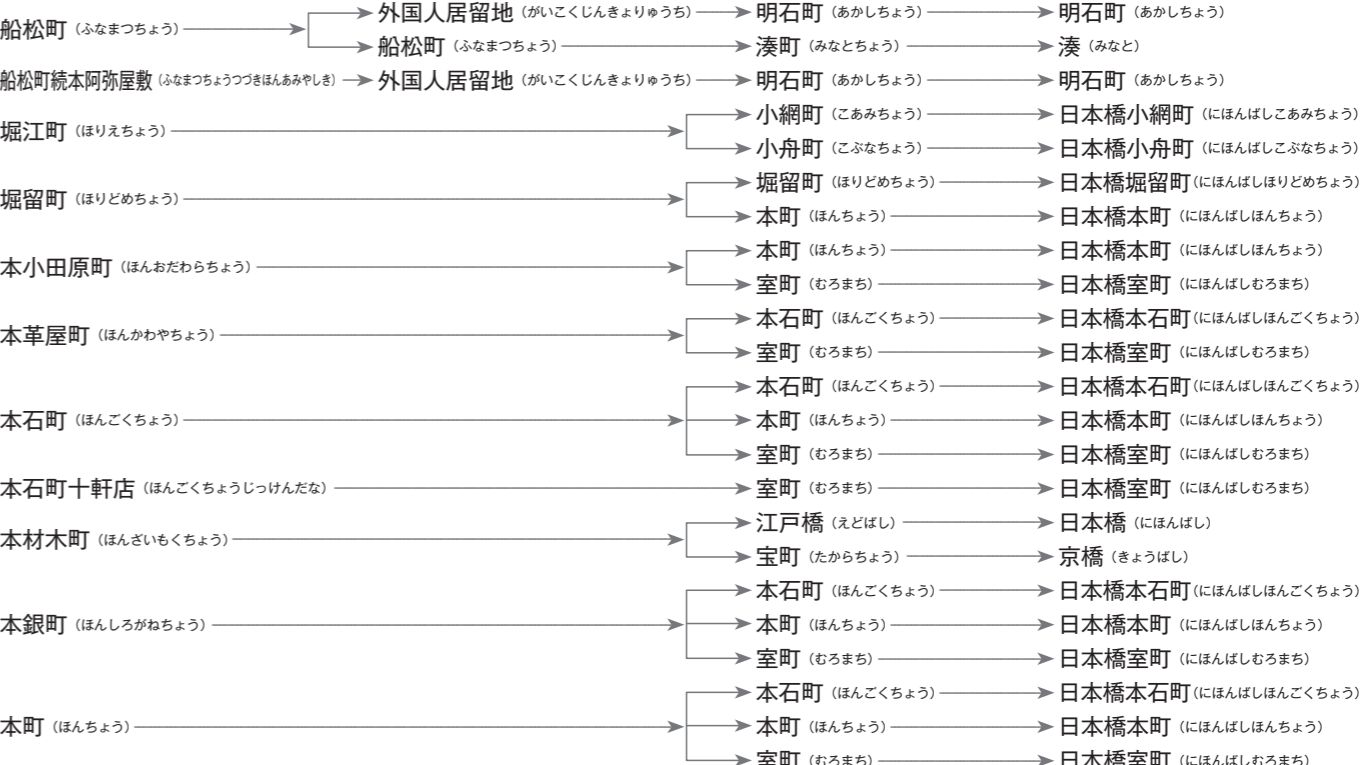 船松町（ふなまつちょう） 外国人居留地（がいこくじんきょりゅうち） 明石町（あかしちょう） 明石町（あかしちょう）
船松町（ふなまつちょう） 湊町（みなとちょう） 湊（みなと）
船松町続本阿弥屋敷（ふなまつちょうつづきほんあみやしき） 外国人居留地（がいこくじんきょりゅうち） 明石町（あかしちょう） 明石町（あかしちょう）
堀江町（ほりえちょう） 小網町（こあみちょう） 日本橋小網町（にほんばしこあみちょう）
小舟町（こぶなちょう） 日本橋小舟町（にほんばしこぶなちょう）
堀留町（ほりどめちょう） 堀留町（ほりどめちょう） 日本橋堀留町（にほんばしほりどめちょう）
本町（ほんちょう） 日本橋本町（にほんばしほんちょう）
本小田原町（ほんおだわらちょう） 本町（ほんちょう） 日本橋本町（にほんばしほんちょう）
室町（むろまち） 日本橋室町（にほんばしむろまち）
本革屋町（ほんかわやちょう） 本石町（ほんごくちょう） 日本橋本石町（にほんばしほんごくちょう）
室町（むろまち） 日本橋室町（にほんばしむろまち）
本石町（ほんごくちょう） 本石町（ほんごくちょう） 日本橋本石町（にほんばしほんごくちょう）
本町（ほんちょう） 日本橋本町（にほんばしほんちょう）
室町（むろまち） 日本橋室町（にほんばしむろまち）
本石町十軒店（ほんごくちょうじっけんだな） 室町（むろまち） 日本橋室町（にほんばしむろまち）
本材木町（ほんざいもくちょう） 江戸橋（えどばし） 日本橋（にほんばし）
宝町（たからちょう） 京橋（きょうばし）
本銀町（ほんしろがねちょう） 本石町（ほんごくちょう） 日本橋本石町（にほんばしほんごくちょう）
本町（ほんちょう） 日本橋本町（にほんばしほんちょう）
室町（むろまち） 日本橋室町（にほんばしむろまち）
本町（ほんちょう） 本石町（ほんごくちょう） 日本橋本石町（にほんばしほんごくちょう）
本町（ほんちょう） 日本橋本町（にほんばしほんちょう）
室町（むろまち） 日本橋室町（にほんばしむろまち）